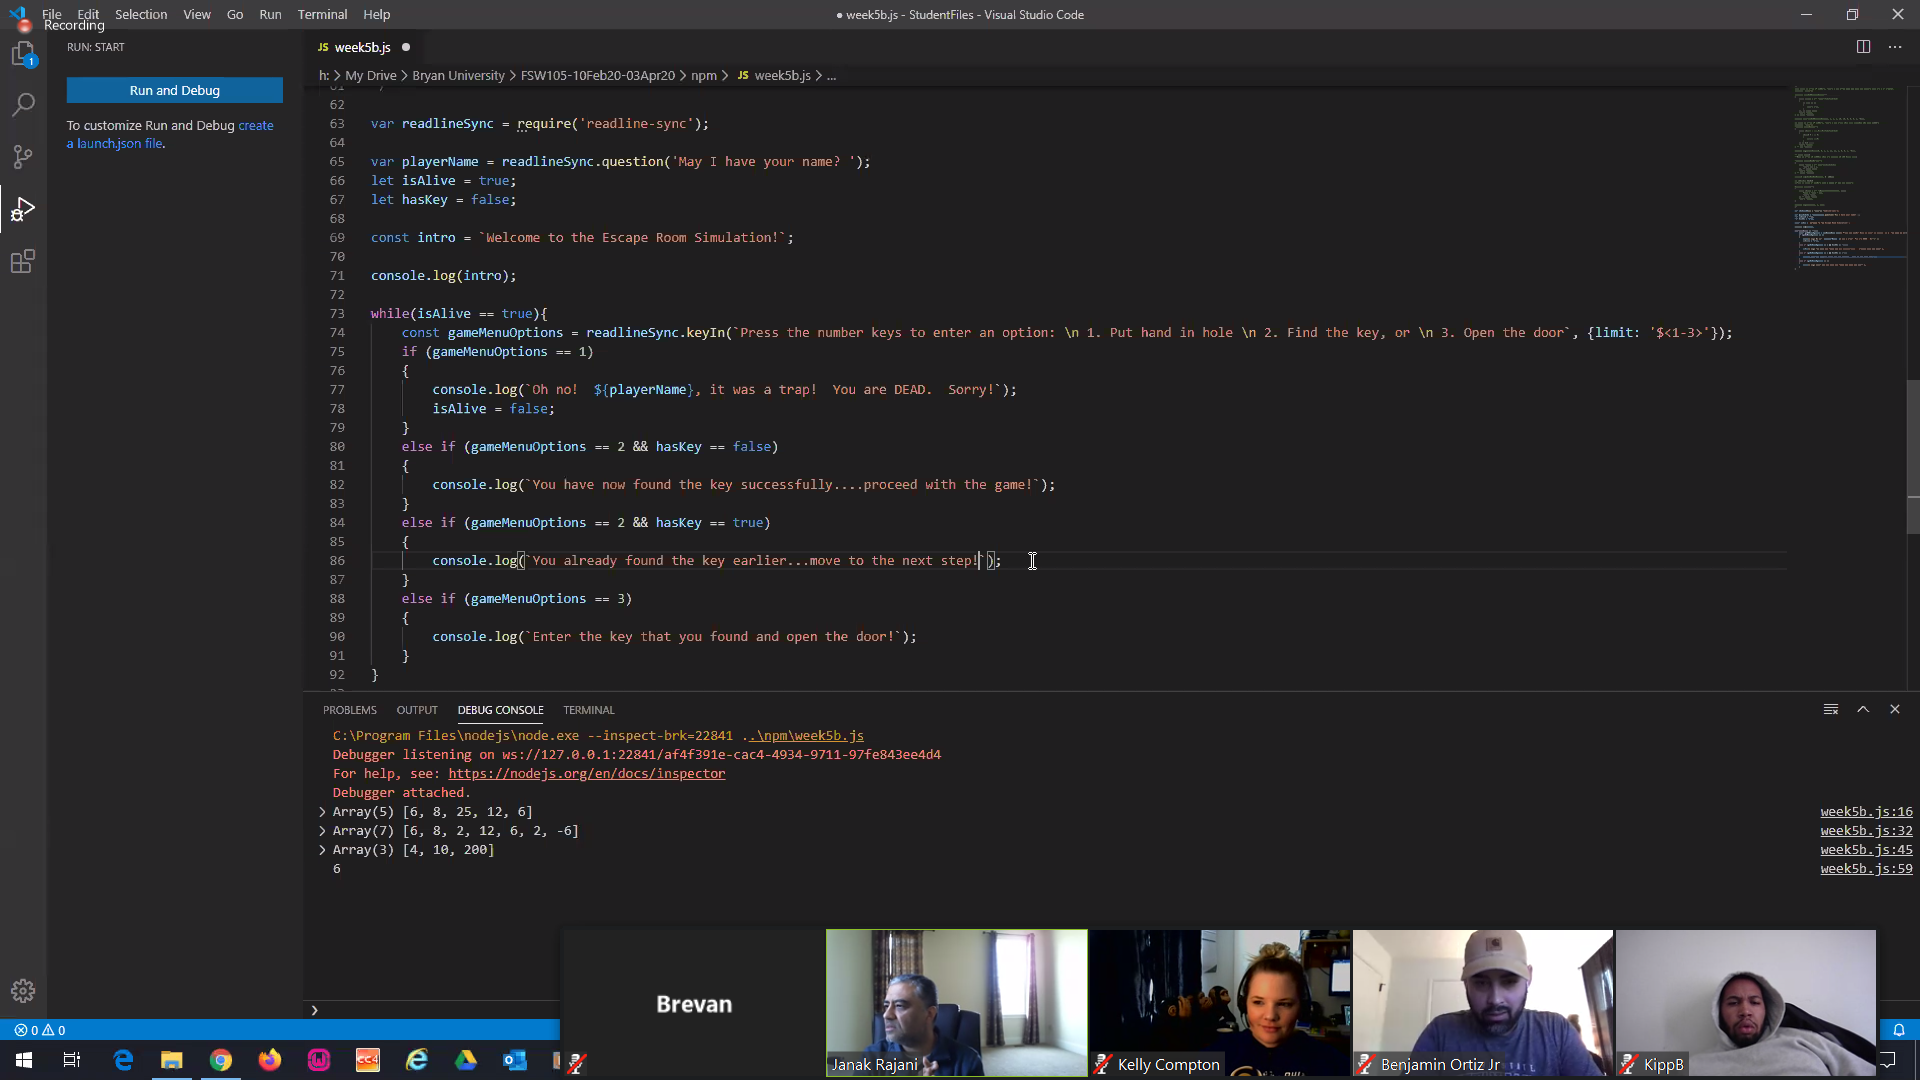 File Edit Selection View Go Run Terminal Help
● week5b.js - StudentFiles - Visual Studio Code
Recording
RUN: START
JS week5b.js ●
1
Run and Debug
To customize Run and Debug create
a launch.json file.
h: > My Drive > Bryan University > FSW105-10Feb20-03Apr20 > npm > JS week5b.js > ...
62
63 var readlineSync = require('readline-sync');
64
65 var playerName = readlineSync.question('May I have your name? ');
66 let isAlive = true;
67 let hasKey = false;
68
69 const intro = `Welcome to the Escape Room Simulation!`;
70
71 console.log(intro);
72
73 while(isAlive == true){
74 const gameMenuOptions = readlineSync.keyIn(`Press the number keys to enter an option: \n 1. Put hand in hole \n 2. Find the key, or \n 3. Open the door`, {limit: '$<1-3>'});
75 if (gameMenuOptions == 1)
76 {
77 console.log(`Oh no!  ${playerName}, it was a trap!  You are DEAD.  Sorry!`);
78 isAlive = false;
79 }
80 else if (gameMenuOptions == 2 && hasKey == false)
81 {
82 console.log(`You have now found the key successfully....proceed with the game!`);
83 }
84 else if (gameMenuOptions == 2 && hasKey == true)
85 {
86 console.log(`You already found the key earlier...move to the next step!`);
87 }
88 else if (gameMenuOptions == 3)
89 {
90 console.log(`Enter the key that you found and open the door!`);
91 }
92 }
PROBLEMS OUTPUT DEBUG CONSOLE TERMINAL
C:\Program Files\nodejs\node.exe --inspect-brk=22841 ..\npm\week5b.js
Debugger listening on ws://127.0.0.1:22841/af4f391e-cac4-4934-9711-97fe843ee4d4
For help, see: https://nodejs.org/en/docs/inspector
Debugger attached.
> Array(5) [6, 8, 25, 12, 6] week5b.js:16
> Array(7) [6, 8, 2, 12, 6, 2, -6] week5b.js:32
> Array(3) [4, 10, 200] week5b.js:45
6 week5b.js:59
Brevan
0 0
CC4
Janak Rajani
Kelly Compton
Benjamin Ortiz Jr
KippB